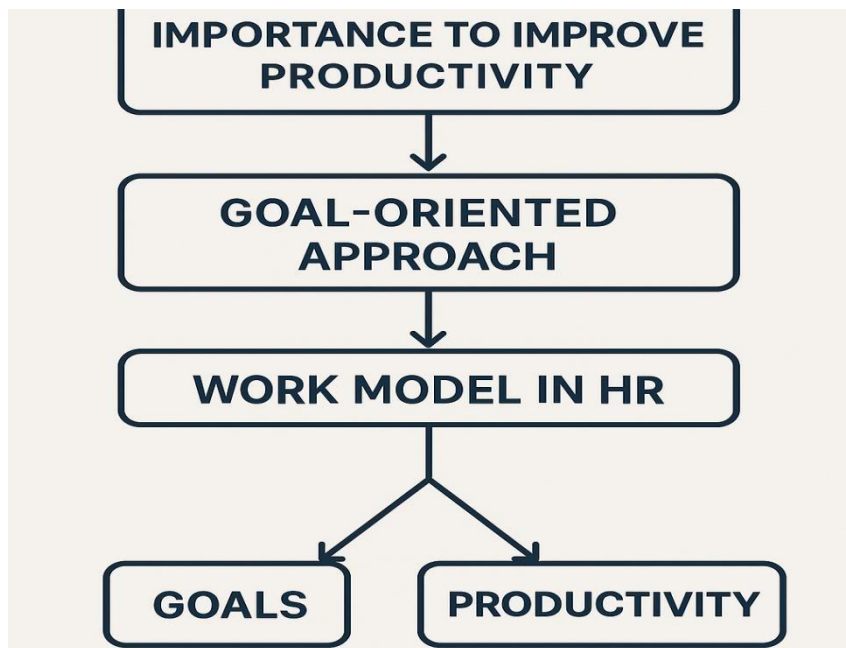 IMPORTANCE TO IMPROVE
PRODUCTIVITY
GOAL-ORIENTED
APPROACH
WORK MODEL IN HR
GOALS
PRODUCTIVITY